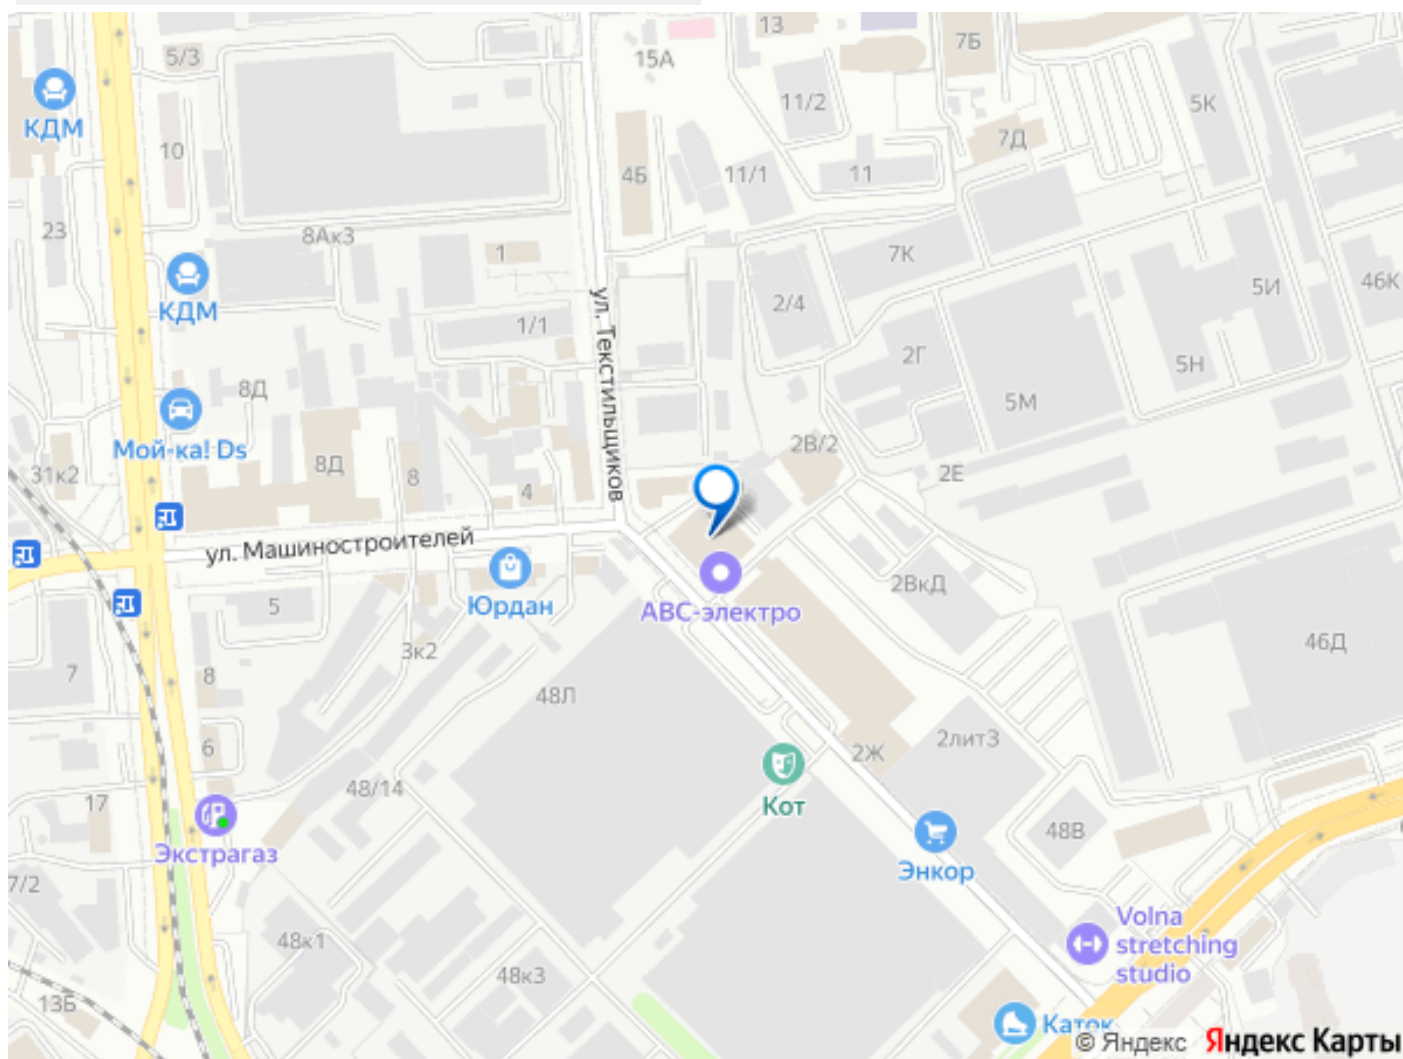 13
5/3
15А
7Б
КДМ
11/2
5К
10
4Б
11/1
11
7Д
23
8Ак3
1
7К
КДМ
2/4
5И
46К
ул. Текстильщиков
1/1
2Г
5Н
8Д
5М
Мой-ка! Ds
31к2
8Д
8
4
2В/2
2Е
ул. Машиностроителей
Юрдан
АВС-электро
2ВкД
5
3к2
46Д
7
8
48Л
6
2Ж
2лит3
48/14
Кот
17
Экстрагаз
48В
Энкор
7/2
Volna
stretching
studio
48к1
48к3
13Б
Каток
© Яндекс Яндекс Карты